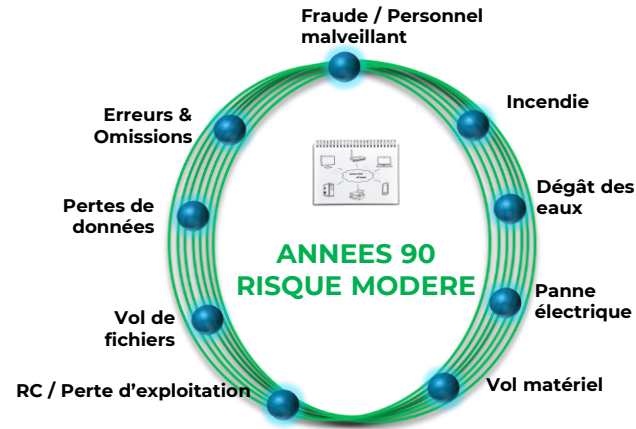 Fraude / Personnel
malveillant
Incendie
Erreurs &
Omissions
Dégât des
eaux
Pertes de
données
ANNEES 90
RISQUE MODERE
Panne
électrique
Vol de
fichiers
Vol matériel
RC / Perte d’exploitation